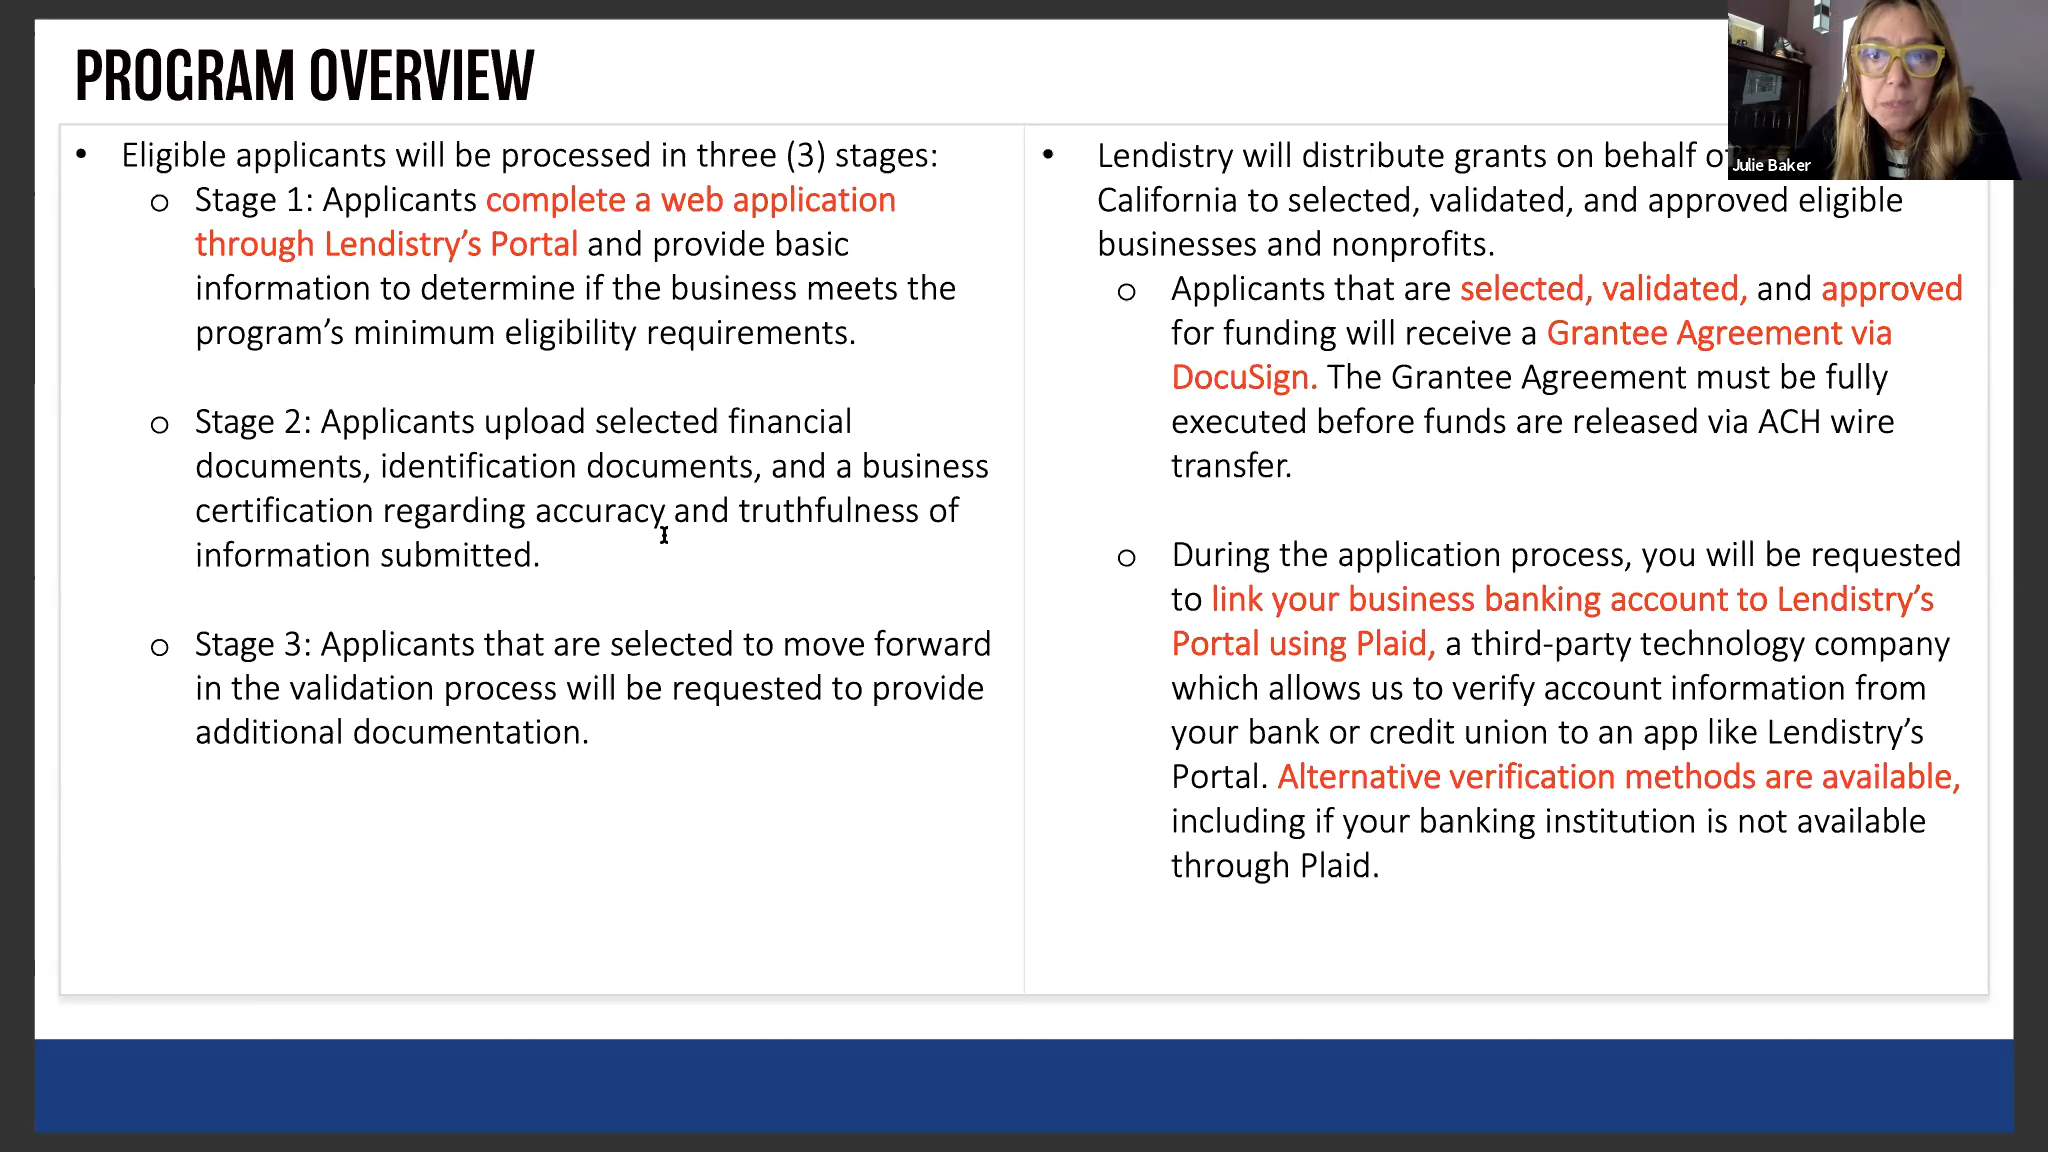 PROGRAM OVERVIEW
• Eligible applicants will be processed in three (3) stages:
o Stage 1: Applicants complete a web application
through Lendistry’s Portal and provide basic
information to determine if the business meets the
program’s minimum eligibility requirements.
o Stage 2: Applicants upload selected financial
documents, identification documents, and a business
certification regarding accuracy and truthfulness of
information submitted.
o Stage 3: Applicants that are selected to move forward
in the validation process will be requested to provide
additional documentation.
• Lendistry will distribute grants on behalf of
California to selected, validated, and approved eligible
businesses and nonprofits.
o Applicants that are selected, validated, and approved
for funding will receive a Grantee Agreement via
DocuSign. The Grantee Agreement must be fully
executed before funds are released via ACH wire
transfer.
o During the application process, you will be requested
to link your business banking account to Lendistry’s
Portal using Plaid, a third-party technology company
which allows us to verify account information from
your bank or credit union to an app like Lendistry’s
Portal. Alternative verification methods are available,
including if your banking institution is not available
through Plaid.
Julie Baker